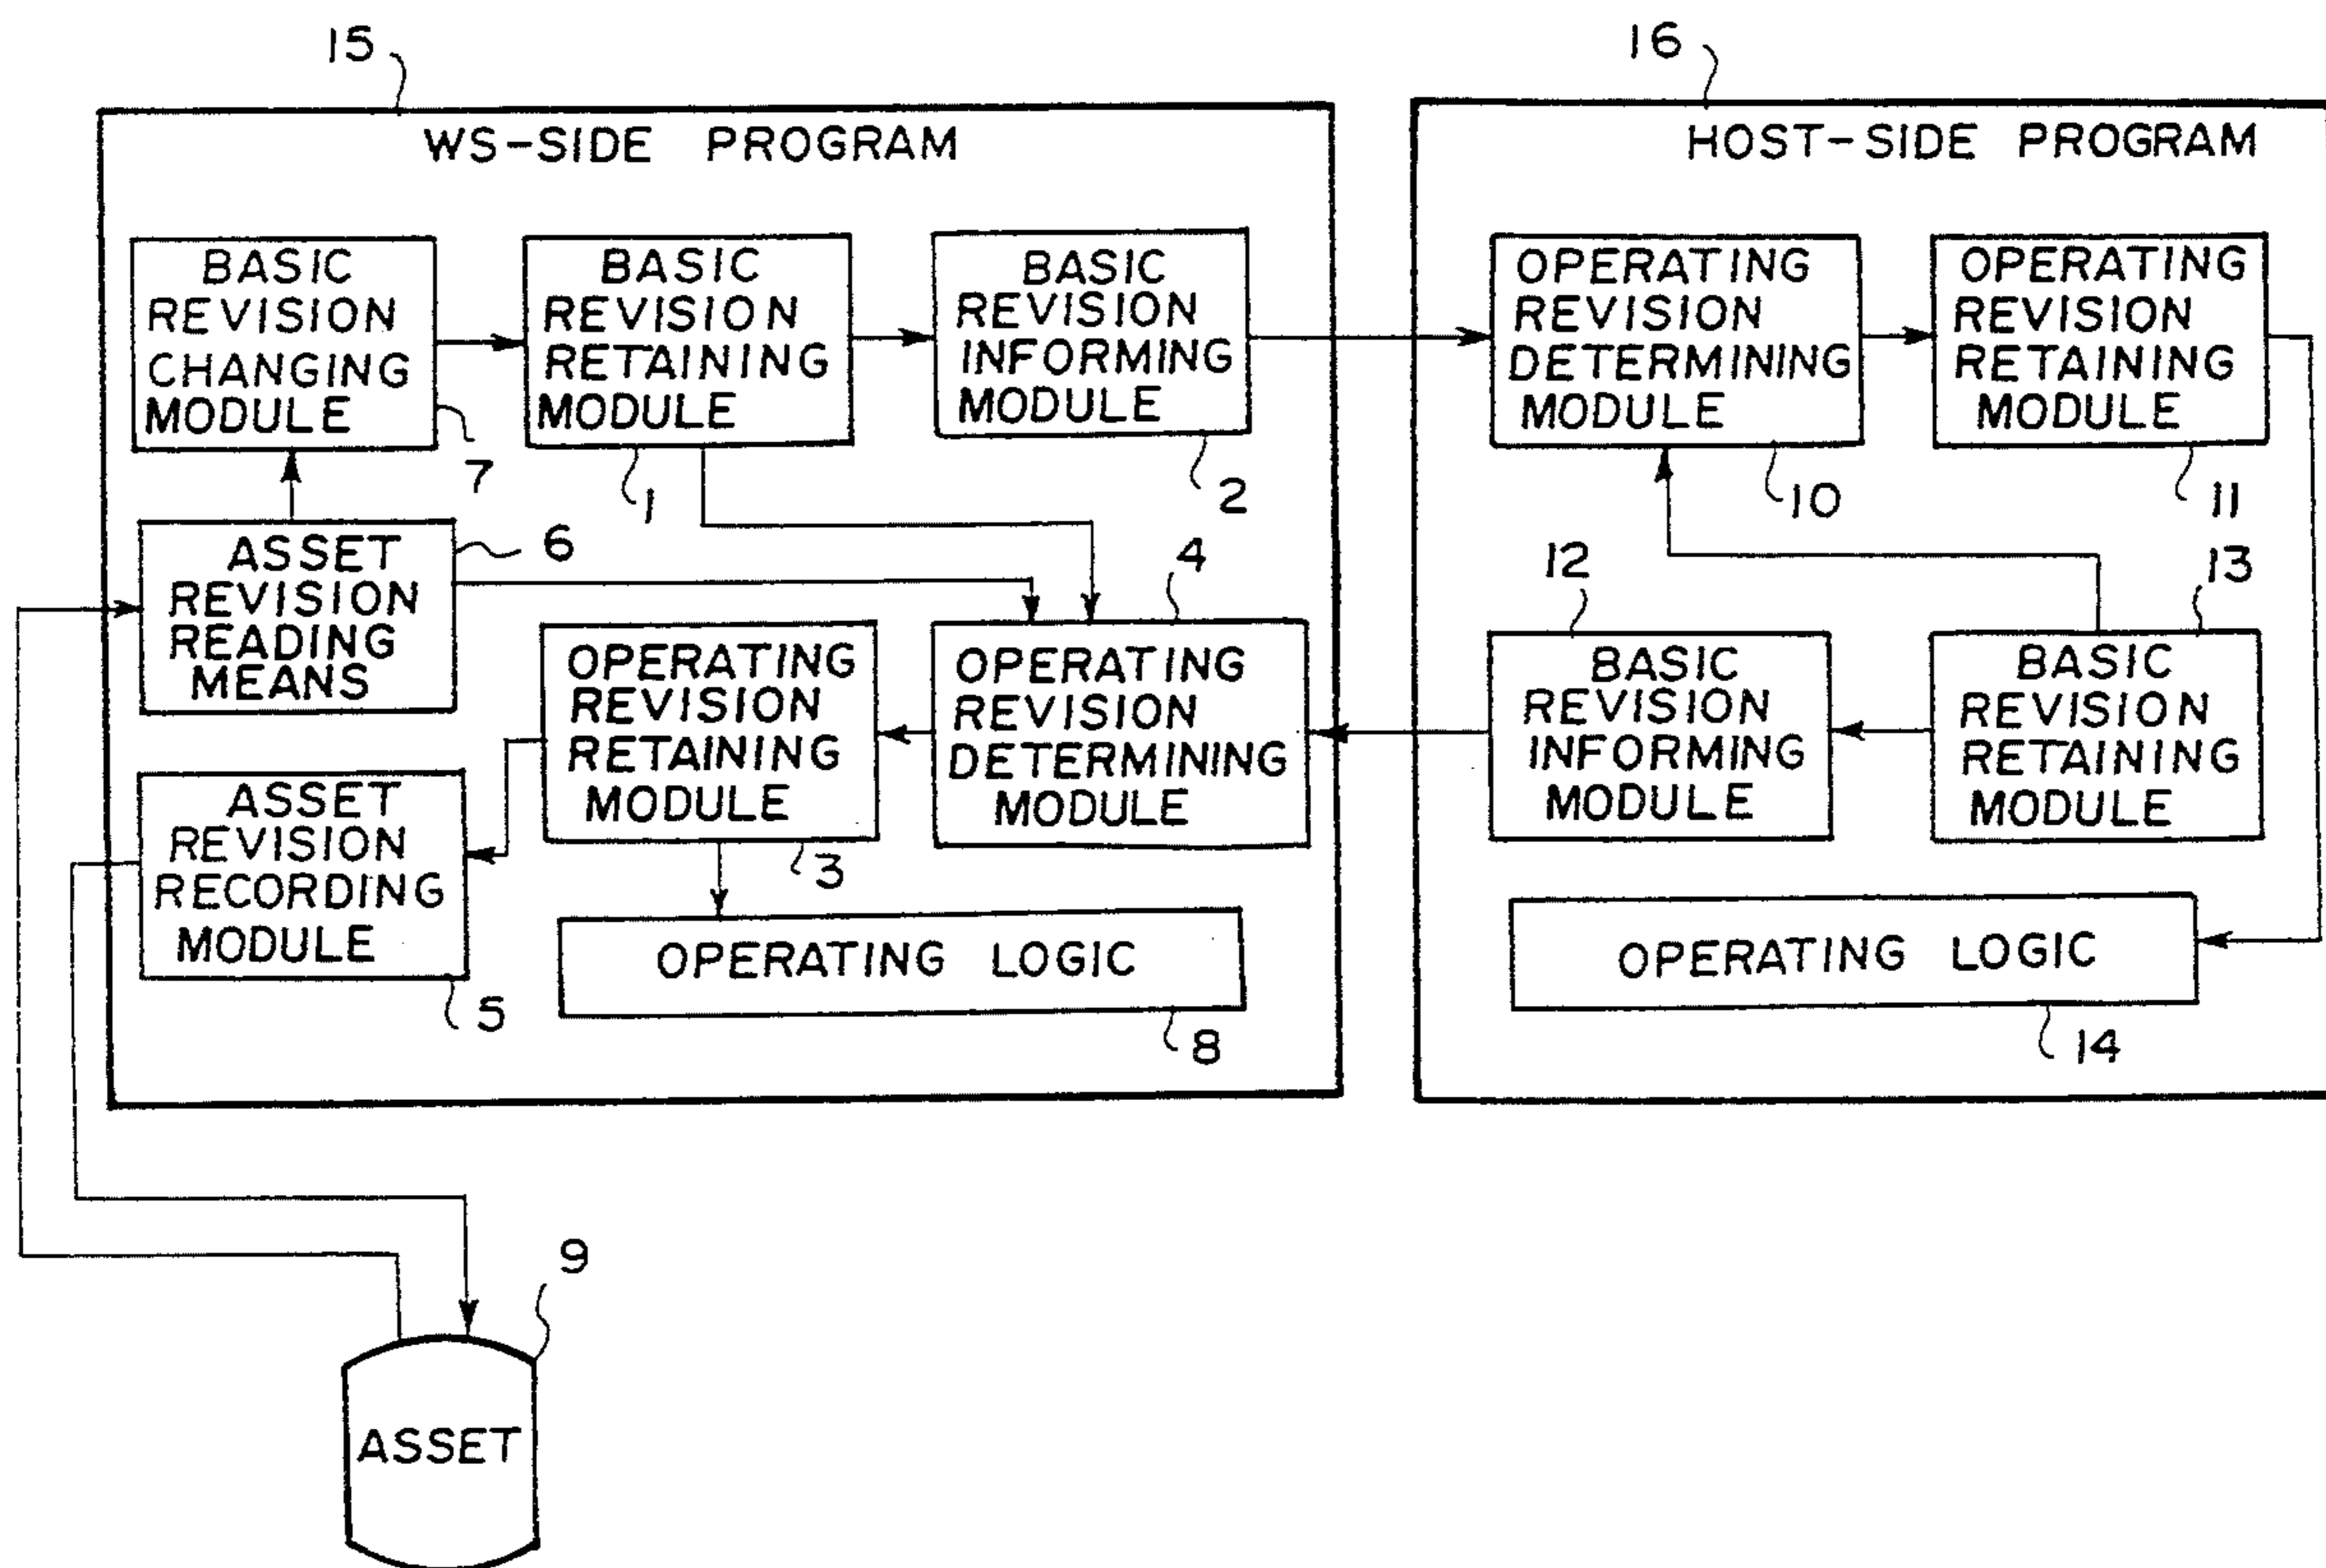 15
16
WS-SIDE PROGRAM
HOST-SIDE PROGRAM
BASIC
REVISION
CHANGING
MODULE
7
BASIC
REVISION
RETAINING
MODULE
1
BASIC
REVISION
INFORMING
MODULE
2
OPERATING
REVISION
DETERMINING
MODULE
10
OPERATING
REVISION
RETAINING
MODULE
11
ASSET
REVISION
READING
MEANS
6
OPERATING
REVISION
RETAINING
MODULE
3
OPERATING
REVISION
DETERMINING
MODULE
4
BASIC
REVISION
INFORMING
MODULE
12
BASIC
REVISION
RETAINING
MODULE
13
ASSET
REVISION
RECORDING
MODULE
5
OPERATING LOGIC
8
OPERATING LOGIC
14
9
ASSET